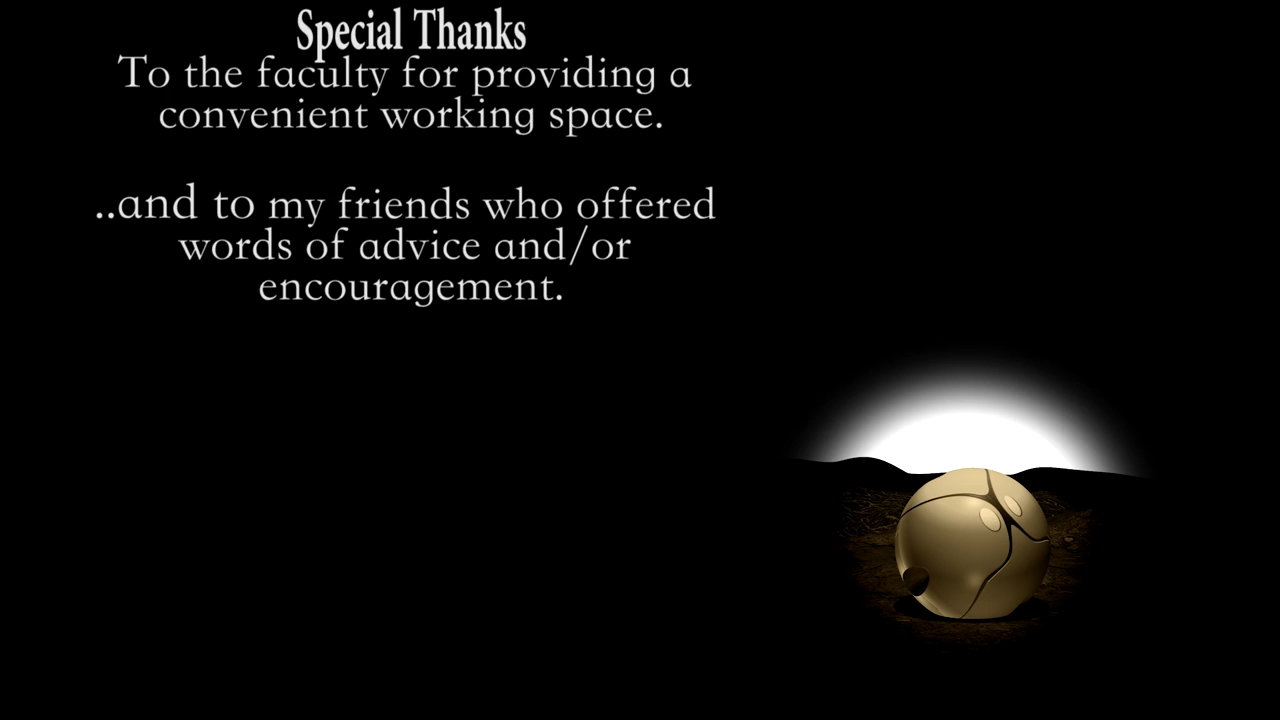 Special Thanks
To the faculty for providing a
convenient working space.
..and to my friends who offered
words of advice and/or
encouragement.